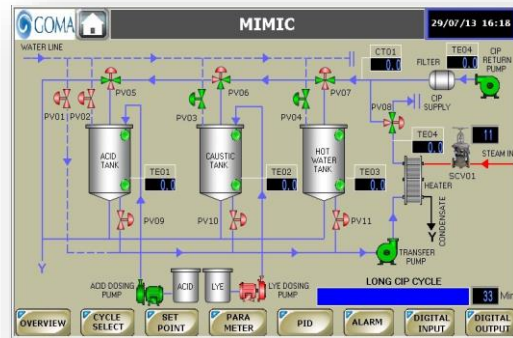 GOMA
MIMIC
29/07/13 16:18
WATER LINE
CT01
0.0
FILTER
TE04
0.0
CIP
RETURN
PUMP
PV01
PV02
PV05
PV03
PV06
PV04
PV07
PV08
CIP
SUPPLY
ACID
TANK
TE01
0.0
CAUSTIC
TANK
TE02
0.0
HOT
WATER
TANK
TE03
0.0
TE04
0.0
11
STEAM IN
SCV01
HEATER
CONDENSATE
PV09
PV10
PV11
TRANSFER
PUMP
ACID DOSING
PUMP
ACID
LYE
LYE DOSING
PUMP
LONG CIP CYCLE
33 Min
OVERVIEW
CYCLE
SELECT
SET
POINT
PARA
METER
PID
ALARM
DIGITAL
INPUT
DIGITAL
OUTPUT